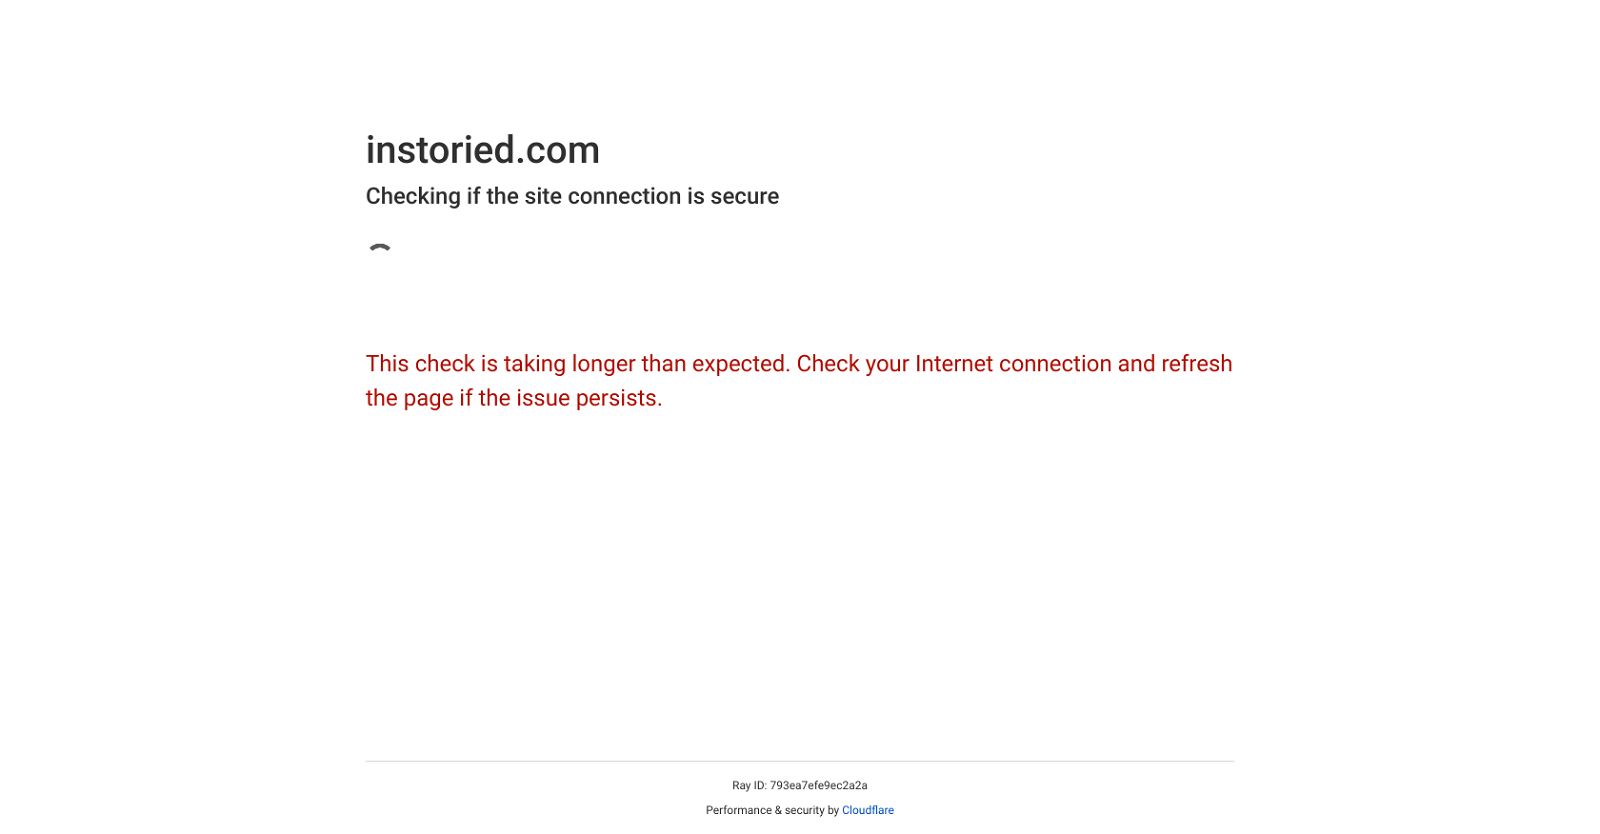 instoried.com
Checking if the site connection is secure
This check is taking longer than expected. Check your Internet connection and refresh
the page if the issue persists.
Ray ID: 793ea7efe9ec2a2a
Performance & security by Cloudflare